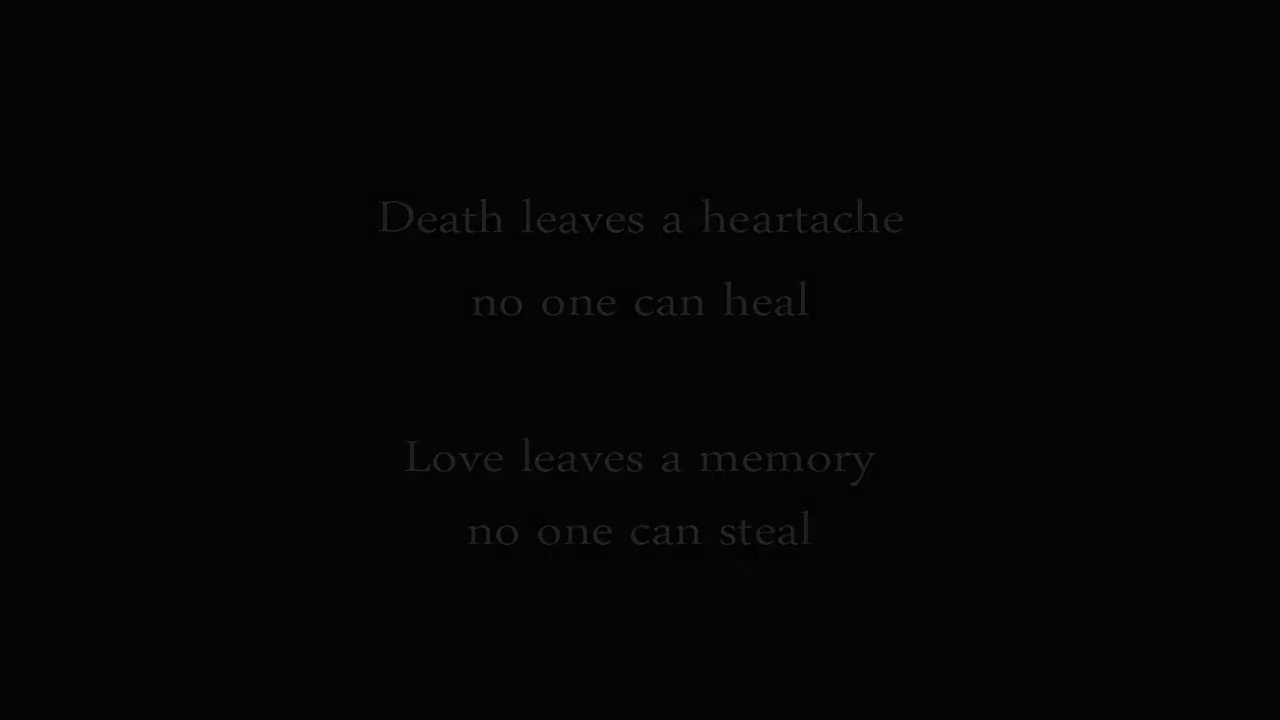 Death leaves a heartache
no one can heal
Love leaves a memory
no one can steal